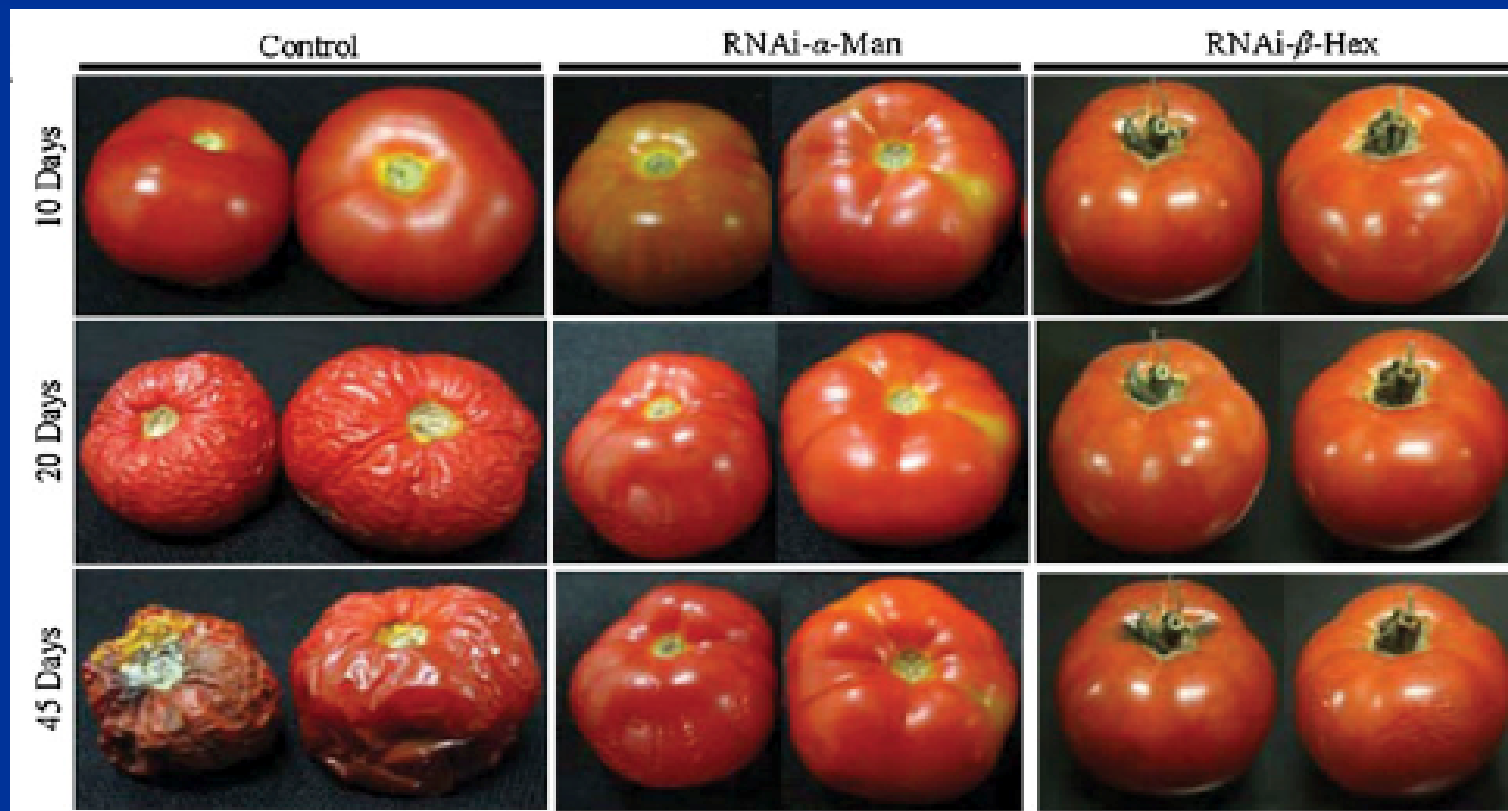 Control
RNAi-α-Man
RNAi-β-Hex
10 Days
20 Days
45 Days